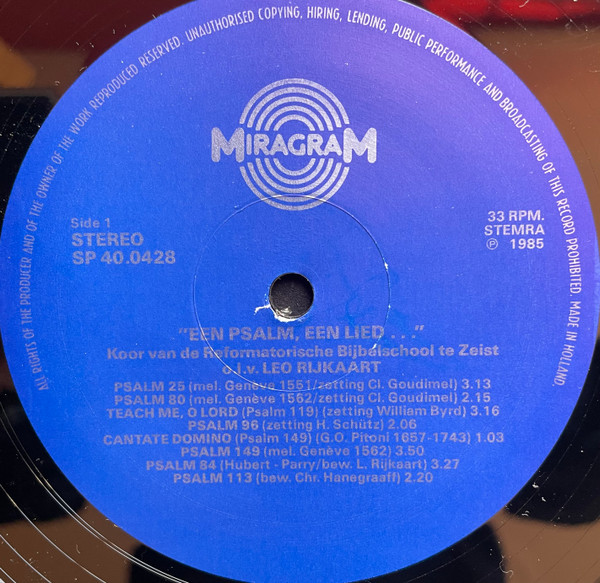 ALL RIGHTS OF THE PRODUCER AND OF THE OWNER OF THE WORK REPRODUCED RESERVED. UNAUTHORISED COPYING, HIRING, LENDING, PUBLIC PERFORMANCE AND BROADCASTING OF THIS RECORD PROHIBITED. MADE IN HOLLAND.
MIRAGRAM
Side 1
STEREO
SP 40.0428
33 RPM.
STEMRA
℗ 1985
"EEN PSALM, EEN LIED..."
Koor van de Reformatorische Bijbelschool te Zeist
o.l.v. LEO RIJKAART
PSALM 25 (mel. Genève 1551/zetting Cl. Goudimel) 3.13
PSALM 80 (mel. Genève 1562/zetting Cl. Goudimel) 2.15
TEACH ME, O LORD (Psalm 119) (zetting William Byrd) 3.16
PSALM 96 (zetting H. Schütz) 2.06
CANTATE DOMINO (Psalm 149) (G.O. Pitoni 1657-1743) 1.03
PSALM 149 (mel. Genève 1562) 3.50
PSALM 84 (Hubert - Parry/bew. L. Rijkaart) 3.27
PSALM 113 (bew. Chr. Hanegraaff) 2.20